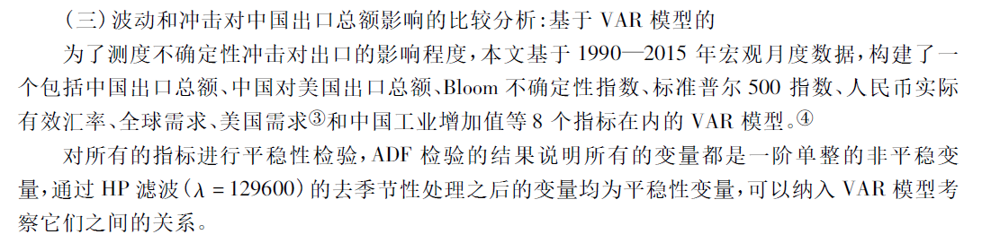 （三）波动和冲击对中国出口总额影响的比较分析:基于 VAR 模型的
为了测度不确定性冲击对出口的影响程度,本文基于 1990—2015 年宏观月度数据,构建了一
个包括中国出口总额、中国对美国出口总额、Bloom 不确定性指数、标准普尔 500 指数、人民币实际
有效汇率、全球需求、美国需求③和中国工业增加值等 8 个指标在内的 VAR 模型。④
对所有的指标进行平稳性检验,ADF 检验的结果说明所有的变量都是一阶单整的非平稳变
量,通过 HP 滤波(λ = 129600)的去季节性处理之后的变量均为平稳性变量,可以纳入 VAR 模型考
察它们之间的关系。